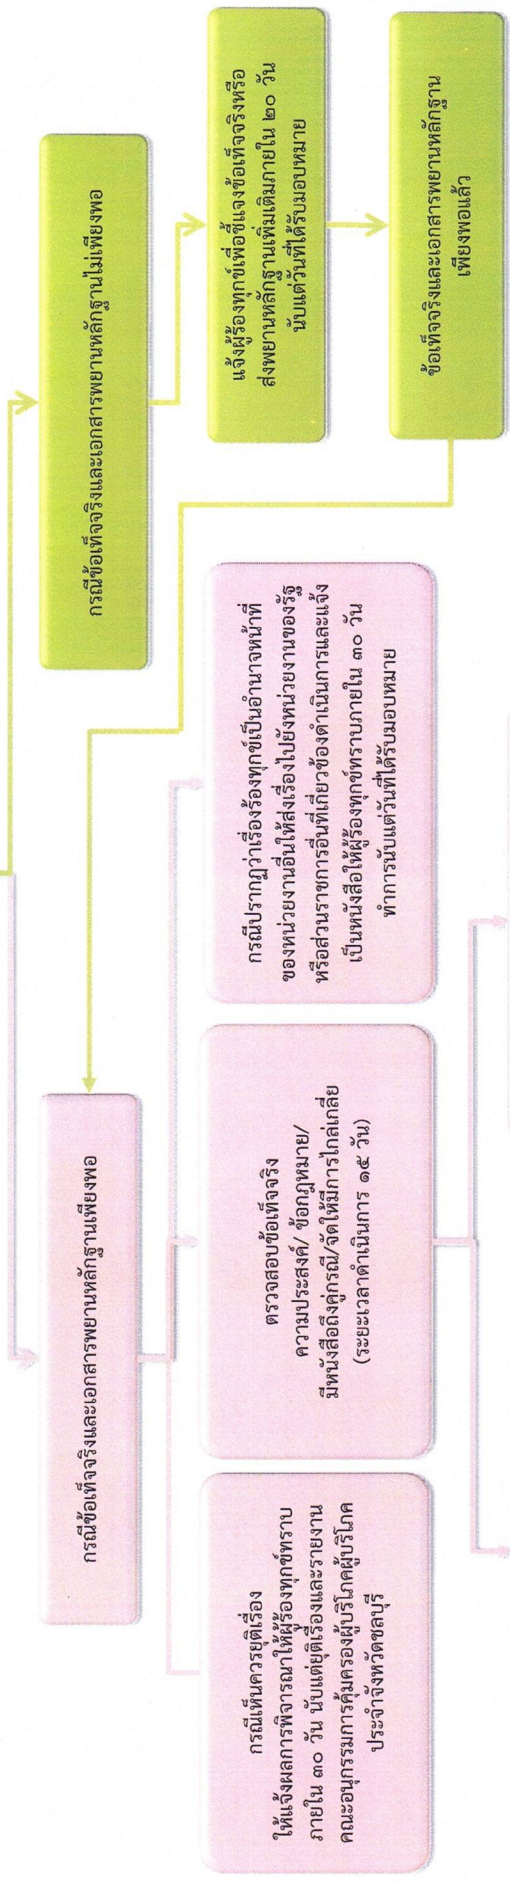 กรณีข้อเท็จจริงและเอกสารพยานหลักฐานเพียงพอ
กรณีข้อเท็จจริงและเอกสารพยานหลักฐานไม่เพียงพอ
แจ้งผู้ร้องทุกข์เพื่อชี้แจงข้อเท็จจริงหรือ
ส่งพยานหลักฐานเพิ่มเติมภายใน ๒๐ วัน
นับแต่วันที่ได้รับมอบหมาย
ข้อเท็จจริงและเอกสารพยานหลักฐาน
เพียงพอแล้ว
กรณีเห็นควรยุติเรื่อง
ให้แจ้งผลการพิจารณาให้ผู้ร้องทุกข์ทราบ
ภายใน ๓๐ วัน นับแต่ยุติเรื่องและรายงาน
คณะอนุกรรมการคุ้มครองผู้บริโภคผู้บริโภค
ประจำจังหวัดชลบุรี
ตรวจสอบข้อเท็จจริง
ความประสงค์/ ข้อกฎหมาย/
มีหนังสือถึงคู่กรณี/จัดให้มีการไกล่เกลี่ย
(ระยะเวลาดำเนินการ ๑๕ วัน)
กรณีปรากฏว่าเรื่องร้องทุกข์เป็นอำนาจหน้าที่
ของหน่วยงานอื่นให้ส่งเรื่องไปยังหน่วยงานของรัฐ
หรือส่วนราชการอื่นที่เกี่ยวข้องดำเนินการและแจ้ง
เป็นหนังสือให้ผู้ร้องทุกข์ทราบภายใน ๓๐ วัน
ทำการนับแต่วันที่ได้รับมอบหมาย